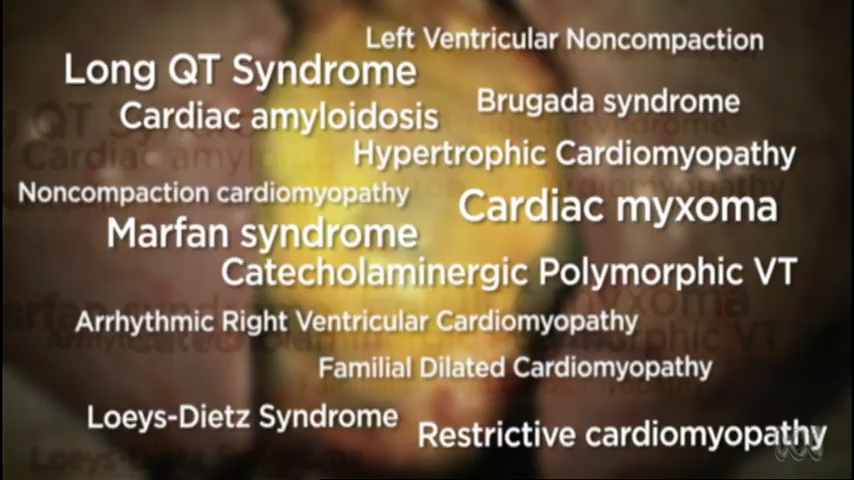 Left Ventricular Noncompaction
Long QT Syndrome
Brugada syndrome
Cardiac amyloidosis
Hypertrophic Cardiomyopathy
Noncompaction cardiomyopathy
Cardiac myxoma
Marfan syndrome
Catecholaminergic Polymorphic VT
Arrhythmic Right Ventricular Cardiomyopathy
Familial Dilated Cardiomyopathy
Loeys-Dietz Syndrome
Restrictive cardiomyopathy